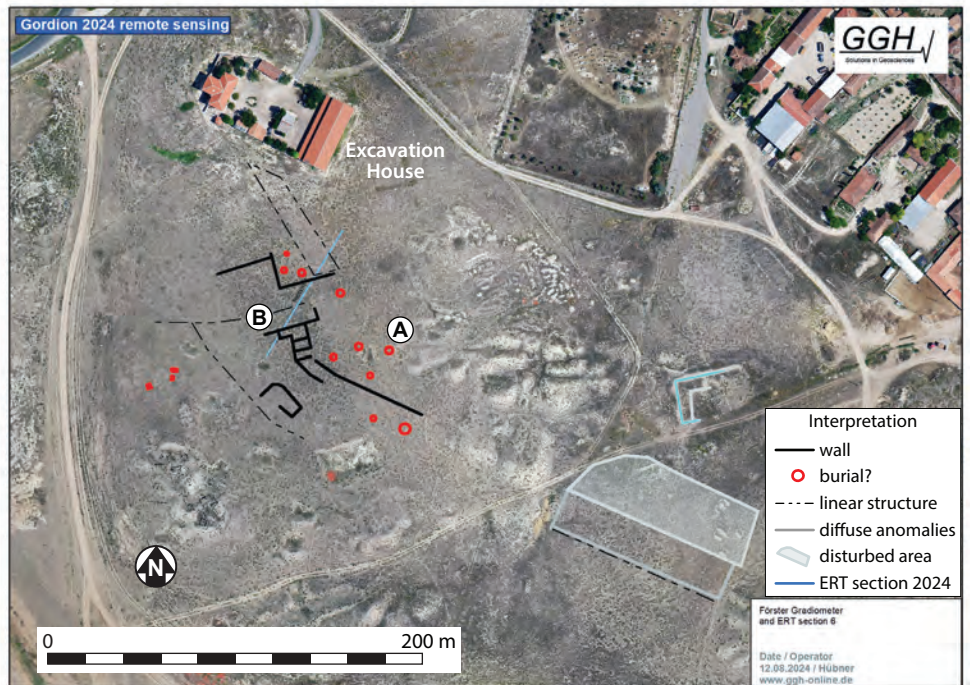 Gordion 2024 remote sensing
GGH
Solutions in Geosciences
Excavation
House
B
A
Interpretation
wall
burial?
linear structure
diffuse anomalies
disturbed area
ERT section 2024
N
0 200 m
Förster Gradiometer
and ERT section 6
Date / Operator
12.08.2024 / Hübner
www.ggh-online.de